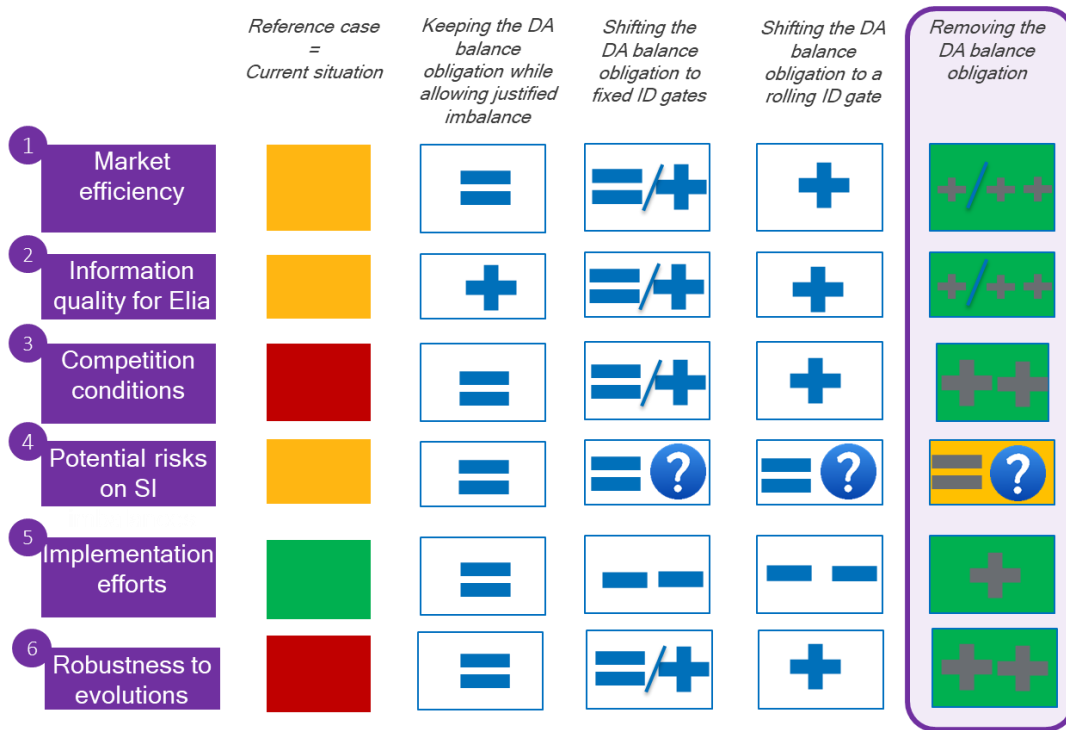 Reference case
=
Current situation
Keeping the DA
balance
obligation while
allowing justified
imbalance
Shifting the
DA balance
obligation to
fixed ID gates
Shifting the DA
balance
obligation to a
rolling ID gate
Removing the
DA balance
obligation
1
Market
efficiency
=
=/+
+
+/++
2
Information
quality for Elia
+
=/+
+
+/++
3
Competition
conditions
=
=/+
+
++
4
Potential risks
on SI
=
= ?
= ?
= ?
5
Implementation
efforts
=
– –
– –
+
6
Robustness to
evolutions
=
=/+
+
++